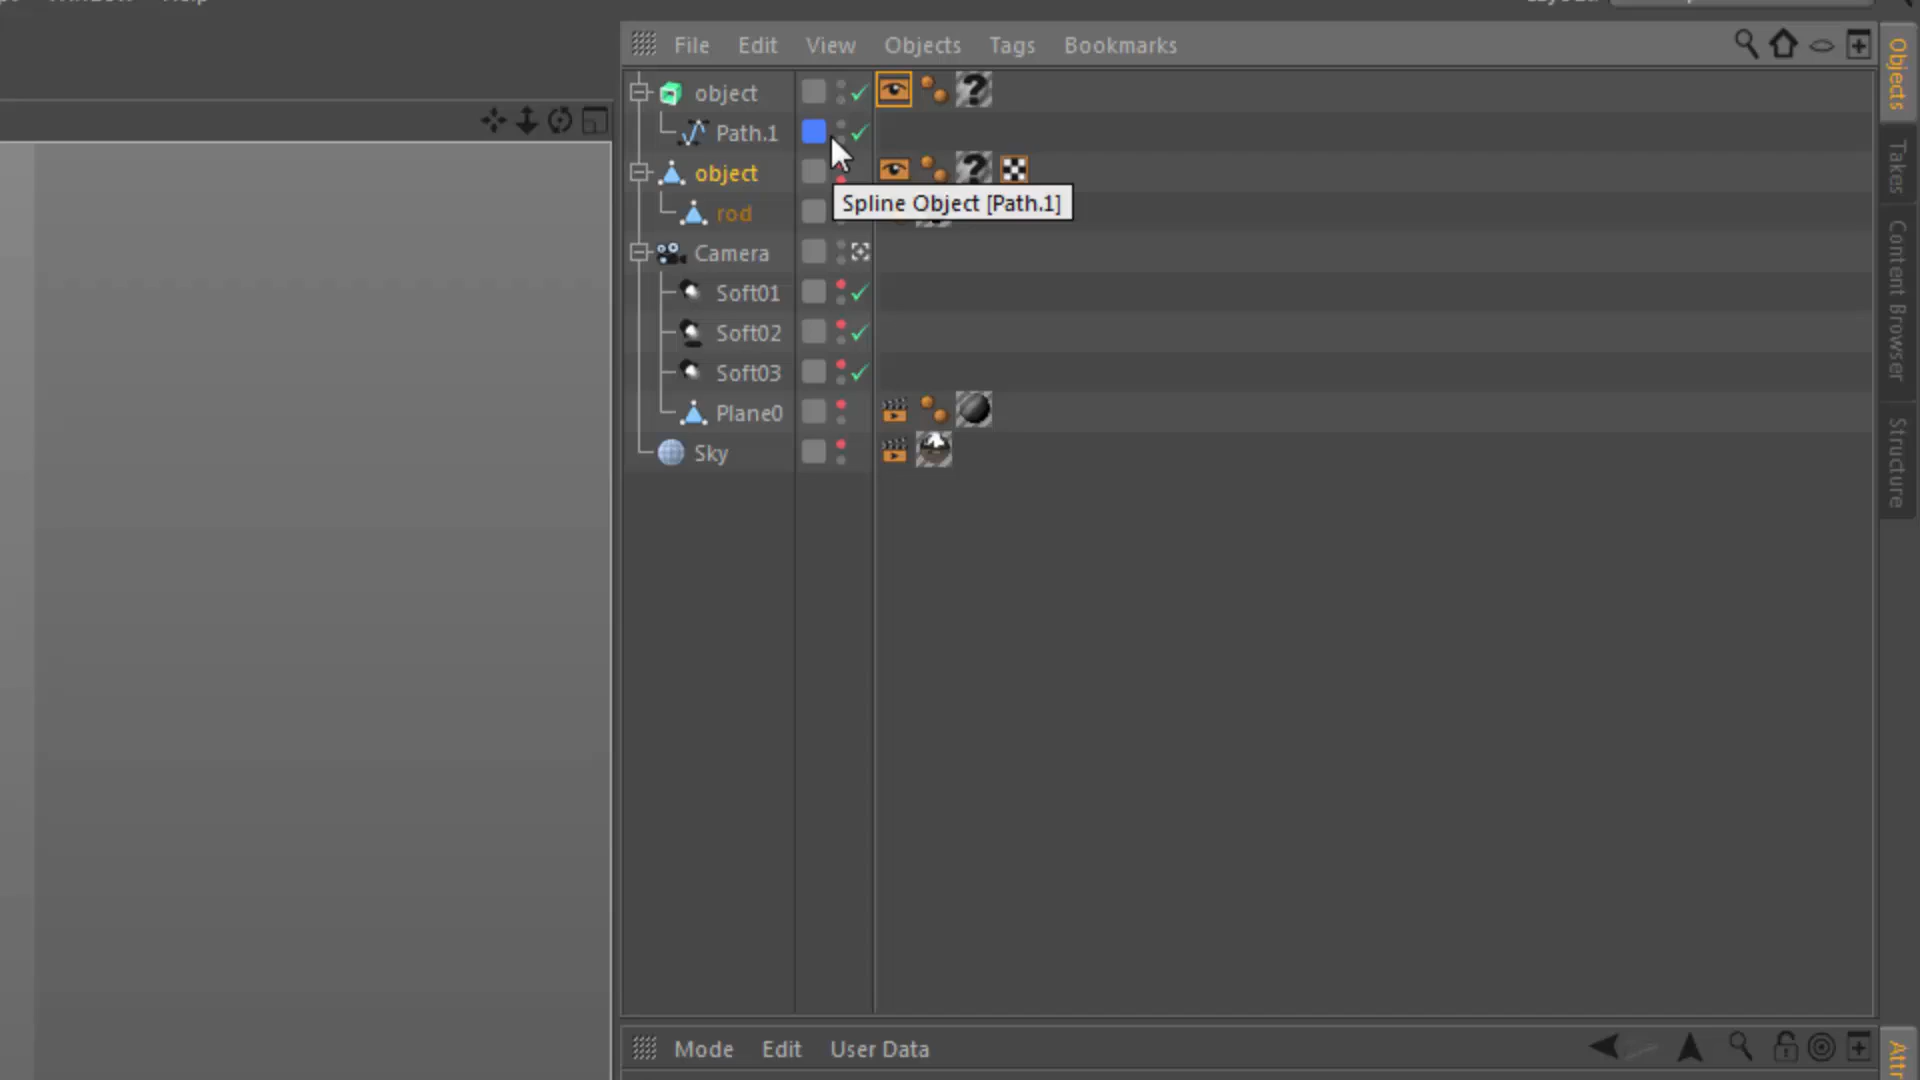 File Edit View Objects Tags Bookmarks
object
Path.1
object
Spline Object [Path.1]
rod
Camera
Soft01
Soft02
Soft03
Plane0
Sky
Objects
Takes
Content Browser
Structure
Mode Edit User Data
Attr